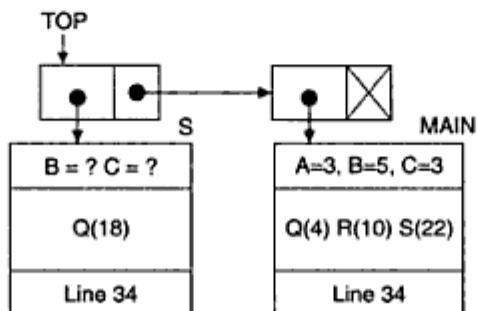 TOP
S
MAIN
B = ? C = ?
A=3, B=5, C=3
Q(18)
Q(4) R(10) S(22)
Line 34
Line 34